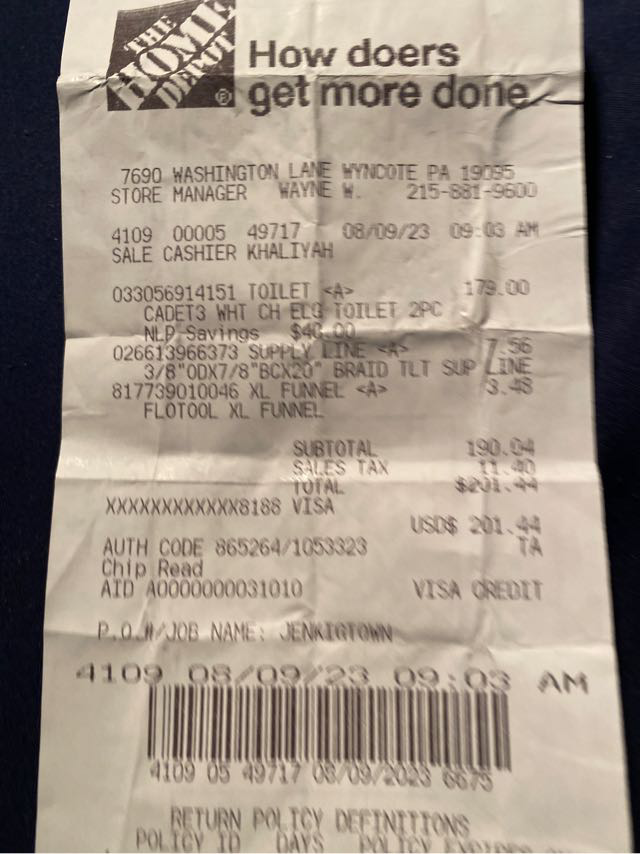 THE
HOME
DEPOT
How doers
get more done
7690 WASHINGTON LANE WYNCOTE PA 19095
STORE MANAGER WAYNE W. 215-881-9600
4109 00005 49717 08/09/23 09:03 AM
SALE CASHIER KHALIYAH
033056914151 TOILET <A> 179.00
CADET3 WHT CH ELG TOILET 2PC
NLP Savings $40.00
026613966373 SUPPLY LINE <A> 7.56
3/8"ODX7/8"BCX20" BRAID TLT SUP LINE
817739010046 XL FUNNEL <A> 3.48
FLOTOOL XL FUNNEL
SUBTOTAL 190.04
SALES TAX 11.40
TOTAL $201.44
XXXXXXXXXXXX8188 VISA
USD$ 201.44
AUTH CODE 865264/1053323 TA
Chip Read
AID A0000000031010 VISA CREDIT
P.O.#/JOB NAME: JENKIGTOWN
4109 08/09/23 09:03 AM
4109 05 49717 08/09/2023 6675
RETURN POLICY DEFINITIONS
POLICY ID DAYS POLICY EXPIRES ON